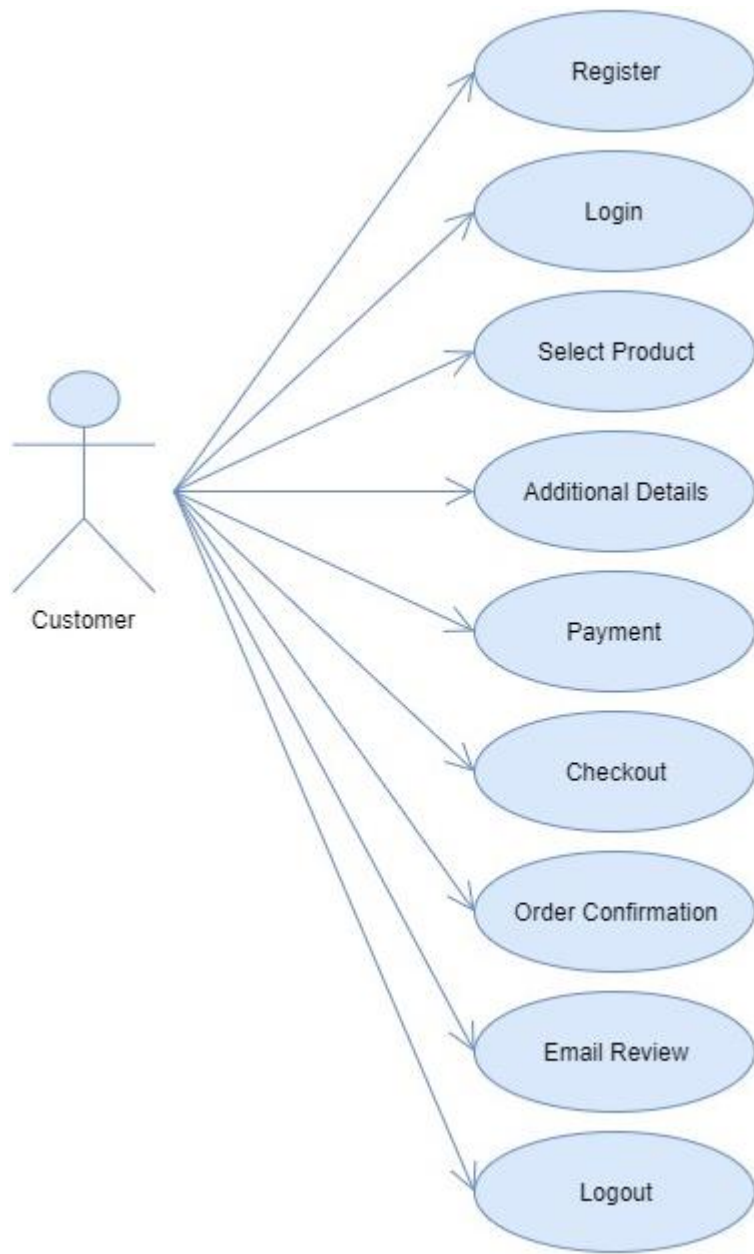 Register
Login
Select Product
Additional Details
Customer
Payment
Checkout
Order Confirmation
Email Review
Logout